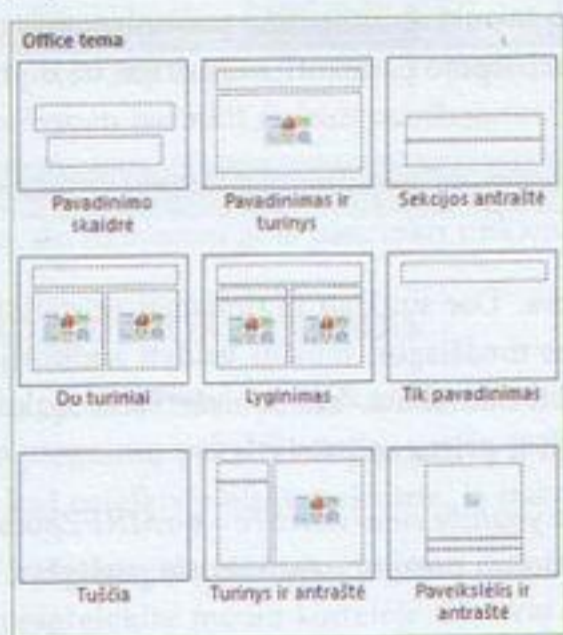 Office tema
Pavadinimo
skaidrė
Pavadinimas ir
turinys
Sekcijos antraštė
Du turiniai
Lyginimas
Tik pavadinimas
Tuščia
Turinys ir antraštė
Paveikslėlis ir
antraštė